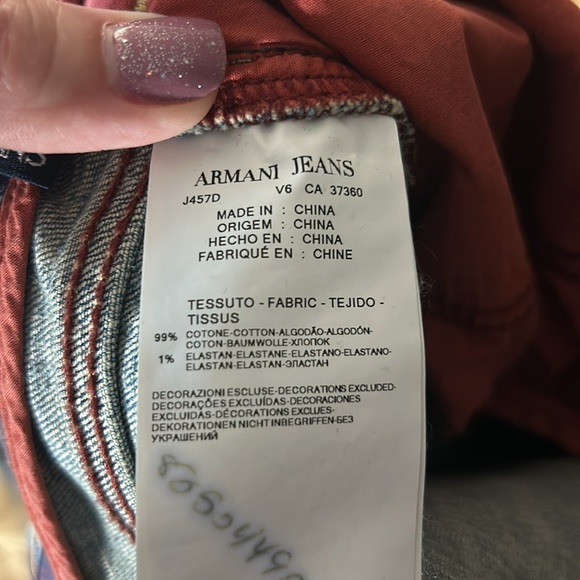 ARMANI JEANS
J457D V6 CA 37360
MADE IN : CHINA
ORIGEM : CHINA
HECHO EN : CHINA
FABRIQUÉ EN : CHINE
TESSUTO - FABRIC - TEJIDO -
TISSUS
99% COTONE-COTTON-ALGODÃO-ALGODÓN-
COTON-BAUMWOLLE-ХЛОПОК
1% ELASTAN-ELASTANE-ELASTANO-ELASTANO-
ELASTAN-ELASTAN-ЭЛАСТАН
DECORAZIONI ESCLUSE-DECORATIONS EXCLUDED-
DECORAÇÕES EXCLUÍDAS-DECORACIONES
EXCLUIDAS-DÉCORATIONS EXCLUES-
DEKORATIONEN NICHT INBEGRIFFEN-БЕЗ
УКРАШЕНИЙ